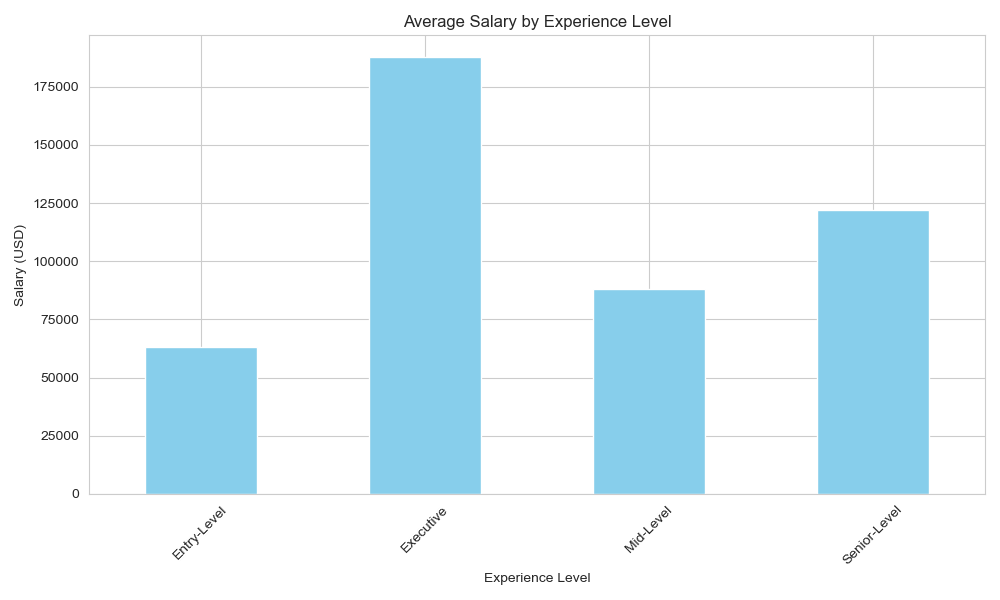 Average Salary by Experience Level
175000
150000
125000
100000
75000
50000
25000
0
Salary (USD)
Entry-Level
Executive
Mid-Level
Senior-Level
Experience Level